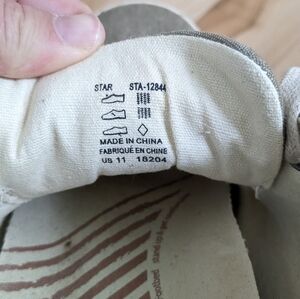 STAR STA-12844
MADE IN CHINA
FABRIQUÉ EN CHINE
US 11 18204